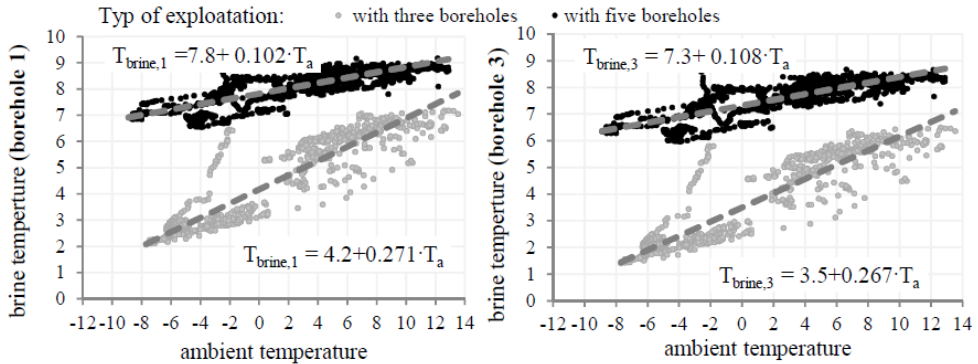 Typ of exploatation: with three boreholes with five boreholes
brine temperture (borehole 1)
10
9
8
7
6
5
4
3
2
1
0
T_brine,1 =7.8+ 0.102·T_a
T_brine,1 = 4.2+0.271·T_a
-12 -10 -8 -6 -4 -2 0 2 4 6 8 10 12 14
ambient temperature
brine temperture (borehole 3)
10
9
8
7
6
5
4
3
2
1
0
T_brine,3 = 7.3+ 0.108·T_a
T_brine,3 = 3.5+0.267·T_a
-12 -10 -8 -6 -4 -2 0 2 4 6 8 10 12 14
ambient temperature